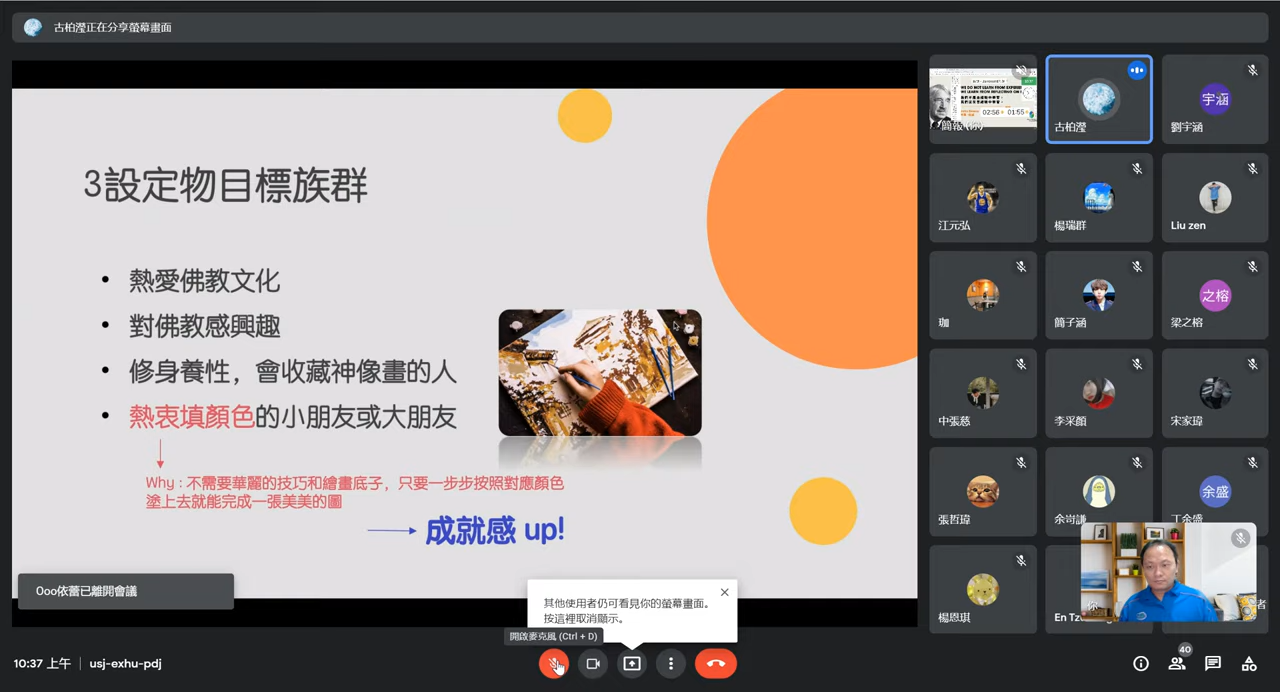 古柏瀅正在分享螢幕畫面
3設定物目標族群
• 熱愛佛教文化
• 對佛教感興趣
• 修身養性，會收藏神像畫的人
• 熱衷填顏色的小朋友或大朋友
Why : 不需要華麗的技巧和繪畫底子，只要一步步按照對應顏色
塗上去就能完成一張美美的圖
成就感 up!
古柏瀅
宇涵
劉宇涵
江元弘
楊瑞群
Liu zen
珈
簡子涵
之榕
梁之榕
中張慈
李采顏
宋家瑋
張哲瑋
余岢謙
余盛
丁余盛
楊恩琪
你
Ooo依蕾已離開會議
其他使用者仍可看見你的螢幕畫面。
按這裡取消顯示。
開啟麥克風 (Ctrl + D)
10:37 上午
usj-exhu-pdj
40